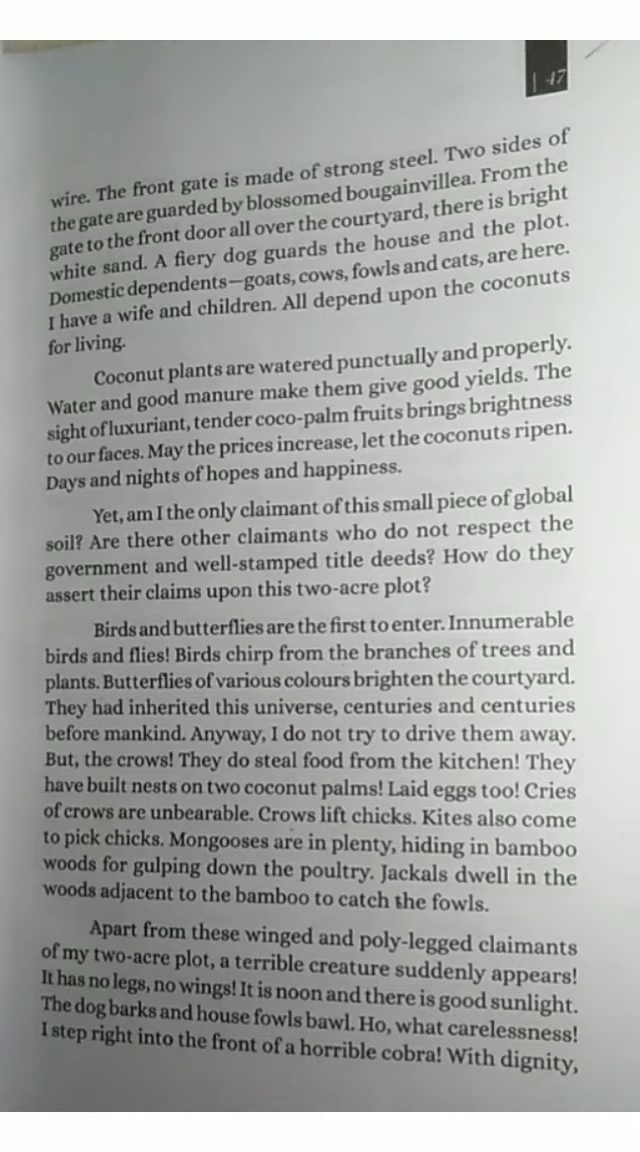 | 47
wire. The front gate is made of strong steel. Two sides of
the gate are guarded by blossomed bougainvillea. From the
gate to the front door all over the courtyard, there is bright
white sand. A fiery dog guards the house and the plot.
Domestic dependents—goats, cows, fowls and cats, are here.
I have a wife and children. All depend upon the coconuts
for living.
Coconut plants are watered punctually and properly.
Water and good manure make them give good yields. The
sight of luxuriant, tender coco-palm fruits brings brightness
to our faces. May the prices increase, let the coconuts ripen.
Days and nights of hopes and happiness.
Yet, am I the only claimant of this small piece of global
soil? Are there other claimants who do not respect the
government and well-stamped title deeds? How do they
assert their claims upon this two-acre plot?
Birds and butterflies are the first to enter. Innumerable
birds and flies! Birds chirp from the branches of trees and
plants. Butterflies of various colours brighten the courtyard.
They had inherited this universe, centuries and centuries
before mankind. Anyway, I do not try to drive them away.
But, the crows! They do steal food from the kitchen! They
have built nests on two coconut palms! Laid eggs too! Cries
of crows are unbearable. Crows lift chicks. Kites also come
to pick chicks. Mongooses are in plenty, hiding in bamboo
woods for gulping down the poultry. Jackals dwell in the
woods adjacent to the bamboo to catch the fowls.
Apart from these winged and poly-legged claimants
of my two-acre plot, a terrible creature suddenly appears!
It has no legs, no wings! It is noon and there is good sunlight.
The dog barks and house fowls bawl. Ho, what carelessness!
I step right into the front of a horrible cobra! With dignity,